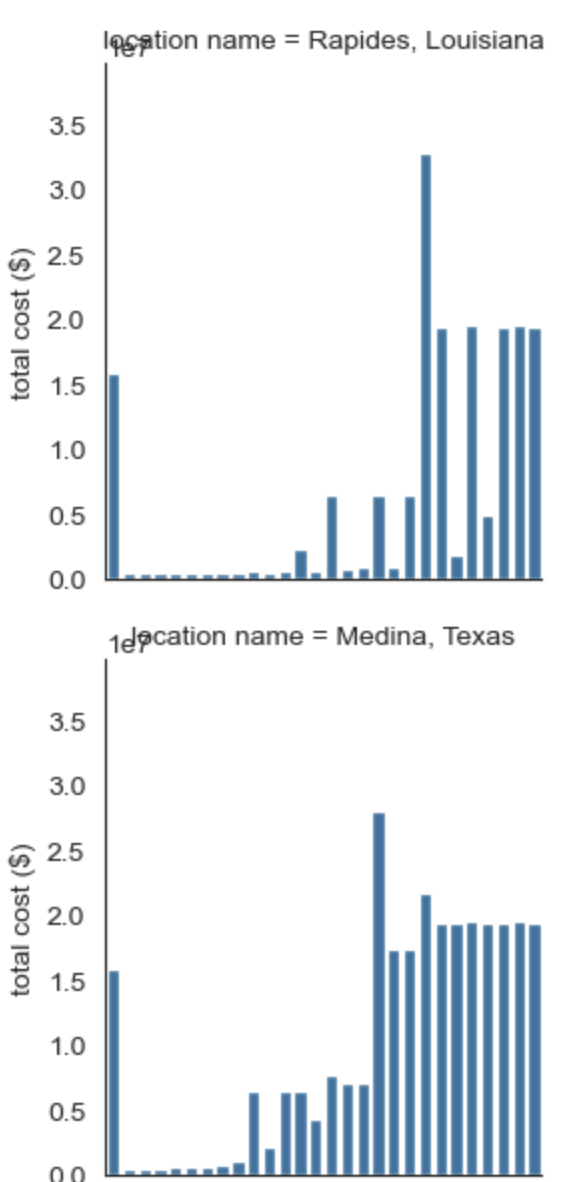 location name = Rapides, Louisiana
1e7
3.5
3.0
2.5
2.0
1.5
1.0
0.5
0.0
total cost ($)
location name = Medina, Texas
1e7
3.5
3.0
2.5
2.0
1.5
1.0
0.5
0.0
total cost ($)